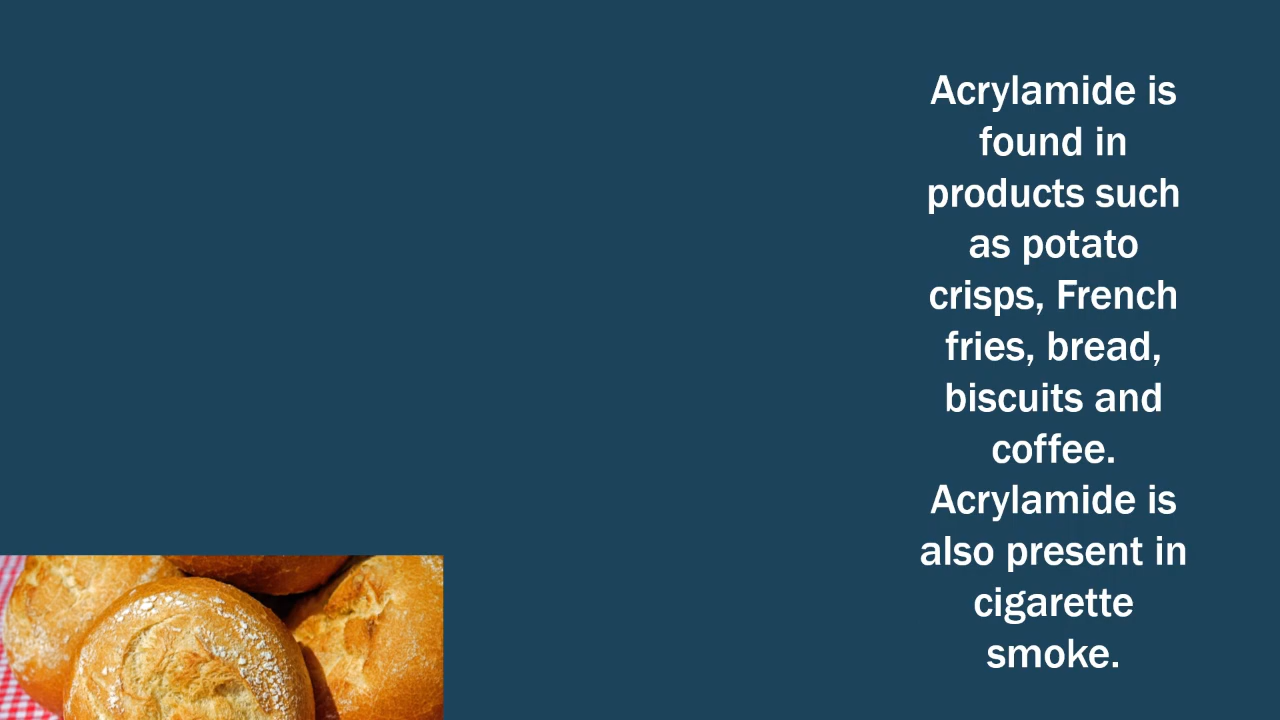 Acrylamide is
found in
products such
as potato
crisps, French
fries, bread,
biscuits and
coffee.
Acrylamide is
also present in
cigarette
smoke.